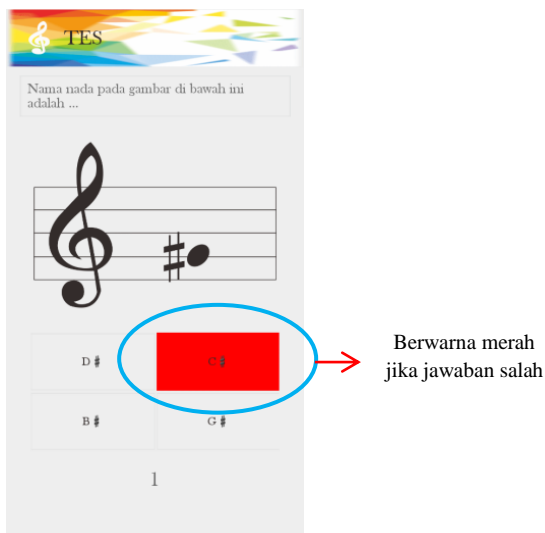 TES
Nama nada pada gambar di bawah ini
adalah ...
D #
C #
B #
G #
1
Berwarna merah
jika jawaban salah